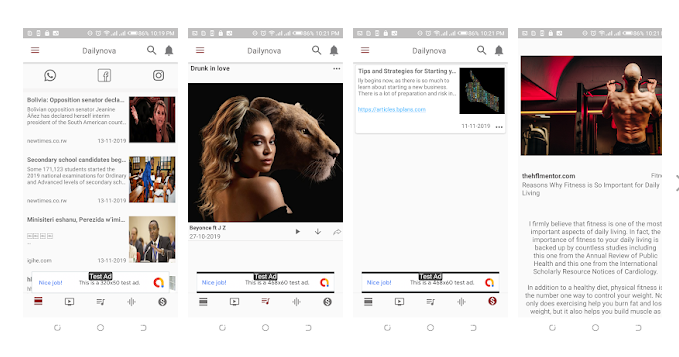 86% 10:19 PM
Dailynova
Bolivia: Opposition senator decla...
Bolivian opposition senator Jeanine
Añez has declared herself interim
president of the South American count...
newtimes.co.rw 13-11-2019
Secondary school candidates beg...
Some 171,123 students started the
2019 national examinations for Ordinary
and Advanced levels of secondary sch...
newtimes.co.rw 13-11-2019
Minisiteri eshanu, Perezida w'imi...
...
igihe.com 13-11-2019
Test Ad
Nice job! This is a 320x50 test ad.
86% 10:21 PM
Dailynova
Drunk in love
Beyonce ft J Z
27-10-2019
Test Ad
Nice job! This is a 468x60 test ad.
86% 10:21 PM
Dailynova
Tips and Strategies for Starting y...
lly begins now, as there is so much to
learn about starting a new business.
There is a lot of preparation and risk in...
https://articles.bplans.com
11-11-2019
Test Ad
Nice job! This is a 468x60 test ad.
86% 10:21
thehflmentor.com Fitn
Reasons Why Fitness is So Important for Daily
Living
I firmly believe that fitness is one of the most
important aspects of daily living. In fact, the
importance of fitness to your daily living is
backed up by countless studies including
this one from the Annual Review of Public
Health and this one from the International
Scholarly Resource Notices of Cardiology.
In addition to a healthy diet, physical fitness is
the number one way to control your weight. No
only does exercising help you burn fat and los
weight, but it also helps you build muscle as